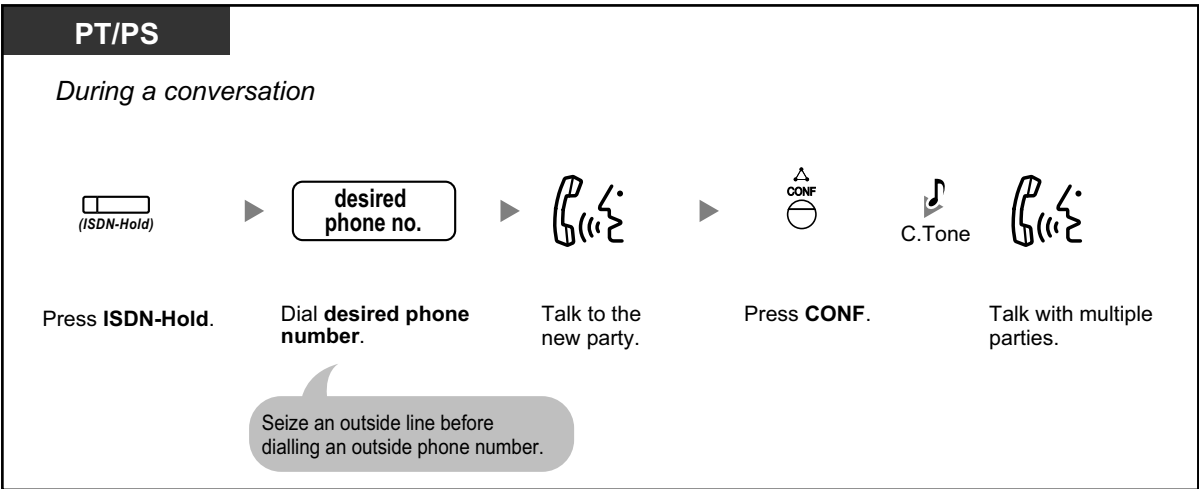 PT/PS
During a conversation
(ISDN-Hold)
desired
phone no.
CONF
C.Tone
Press ISDN-Hold.
Dial desired phone
number.
Talk to the
new party.
Press CONF.
Talk with multiple
parties.
Seize an outside line before
dialling an outside phone number.